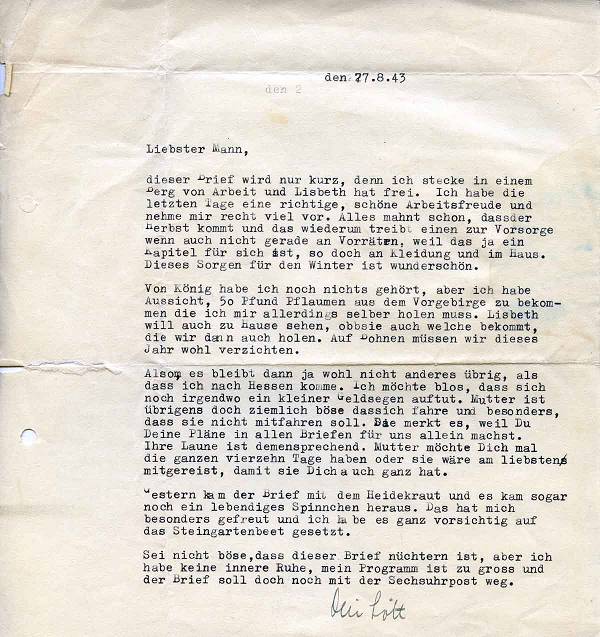 den 27.8.43
den 2
Liebster Mann,
dieser Brief wird nur kurz, denn ich stecke in einem
Berg von Arbeit und Lisbeth hat frei. Ich habe die
letzten Tage eine richtige, schöne Arbeitsfreude und
nehme mir recht viel vor. Alles mahnt schon, dassder
Herbst kommt und das wiederum treibt einen zur Vorsorge
wenn auch nicht gerade an Vorräten, weil das ja ein
Kapitel für sich ist, so doch an Kleidung und im Haus.
Dieses Sorgen für den Winter ist wunderschön.
Von König habe ich noch nichts gehört, aber ich habe
Aussicht, 50 Pfund Pflaumen aus dem Vorgebirge zu bekom-
men die ich mir allerdings selber holen muss. Lisbeth
will auch zu Hause sehen, obbsie auch welche bekommt,
die wir dann auch holen. Auf Bohnen müssen wir dieses
Jahr wohl verzichten.
Also es bleibt dann ja wohl nicht anderes übrig, als
dass ich nach Hessen komme. Ich möchte blos, dass sich
noch irgendwo ein kleiner Geldsegen auftut. Mutter ist
übrigens doch ziemlich böse dassich fahre und besonders,
dass sie nicht mitfahren soll. Sie merkt es, weil Du
Deine Pläne in allen Briefen für uns allein machst.
Ihre Laune ist demensprechend. Mutter möchte Dich mal
die ganzen vierzehn Tage haben oder sie wäre am liebsten
mitgereist, damit sie Dich auch ganz hat.
Gestern kam der Brief mit dem Heidekraut und es kam sogar
noch ein lebendiges Spinnchen heraus. Das hat mich
besonders gefreut und ich habe es ganz vorsichtig auf
das Steingartenbeet gesetzt.
Sei nicht böse,dass dieser Brief nüchtern ist, aber ich
habe keine innere Ruhe, mein Programm ist zu gross und
der Brief soll doch noch mit der Sechsuhrpost weg.